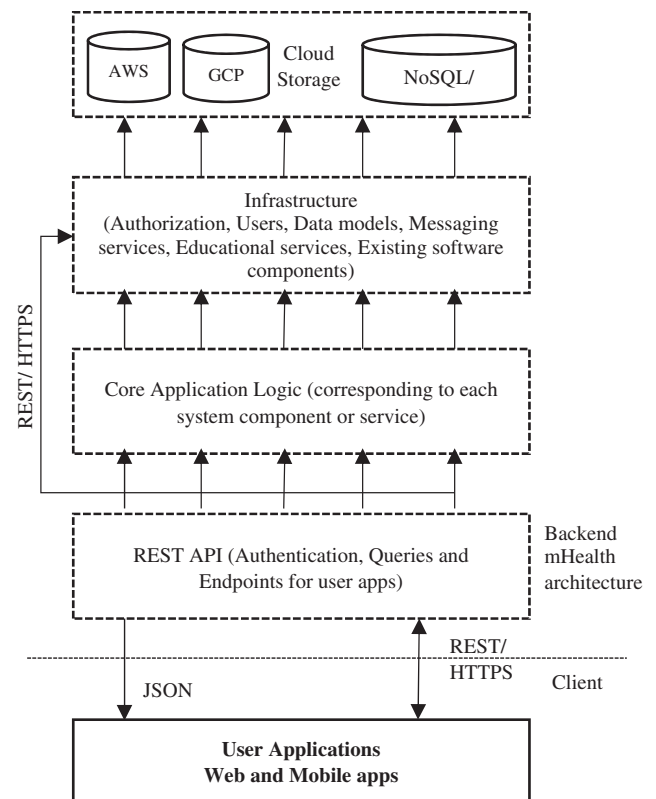 AWS
GCP
Cloud
Storage
NoSQL/
Infrastructure
(Authorization, Users, Data models, Messaging
services, Educational services, Existing software
components)
REST/ HTTPS
Core Application Logic (corresponding to each
system component or service)
REST API (Authentication, Queries and
Endpoints for user apps)
Backend
mHealth
architecture
REST/
HTTPS
JSON
Client
User Applications
Web and Mobile apps